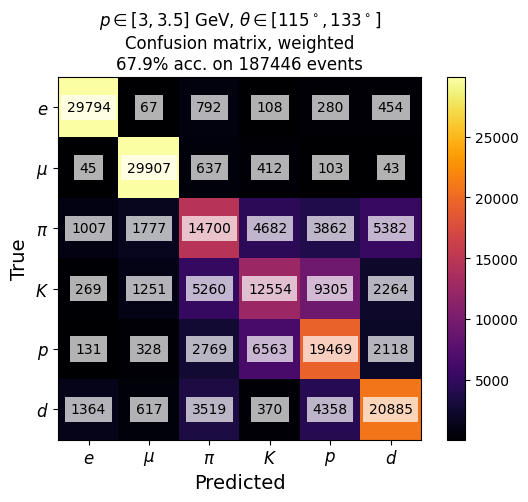 p ∈ [3, 3.5] GeV, θ ∈ [115°, 133°]
Confusion matrix, weighted
67.9% acc. on 187446 events
True
e 29794 67 792 108 280 454
μ 45 29907 637 412 103 43
π 1007 1777 14700 4682 3862 5382
K 269 1251 5260 12554 9305 2264
p 131 328 2769 6563 19469 2118
d 1364 617 3519 370 4358 20885
e μ π K p d
Predicted
25000
20000
15000
10000
5000